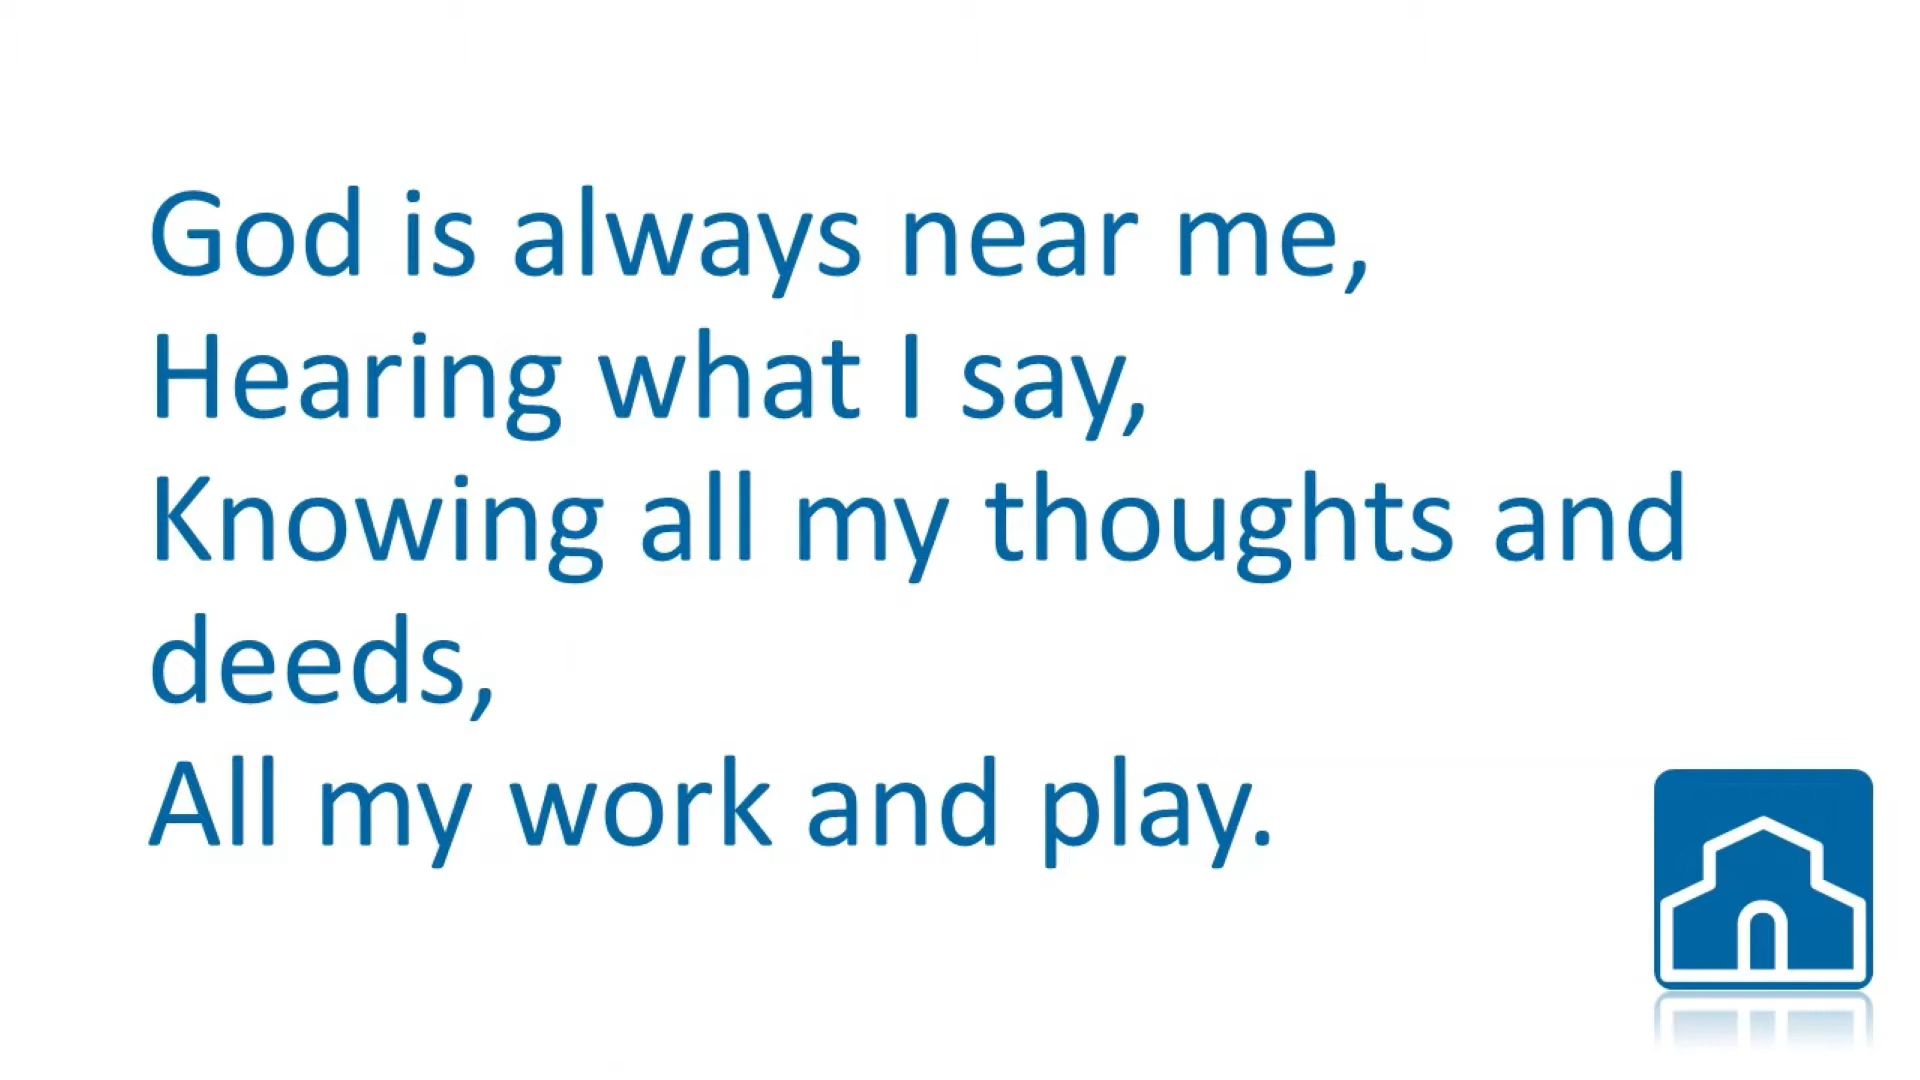 God is always near me,
Hearing what I say,
Knowing all my thoughts and
deeds,
All my work and play.